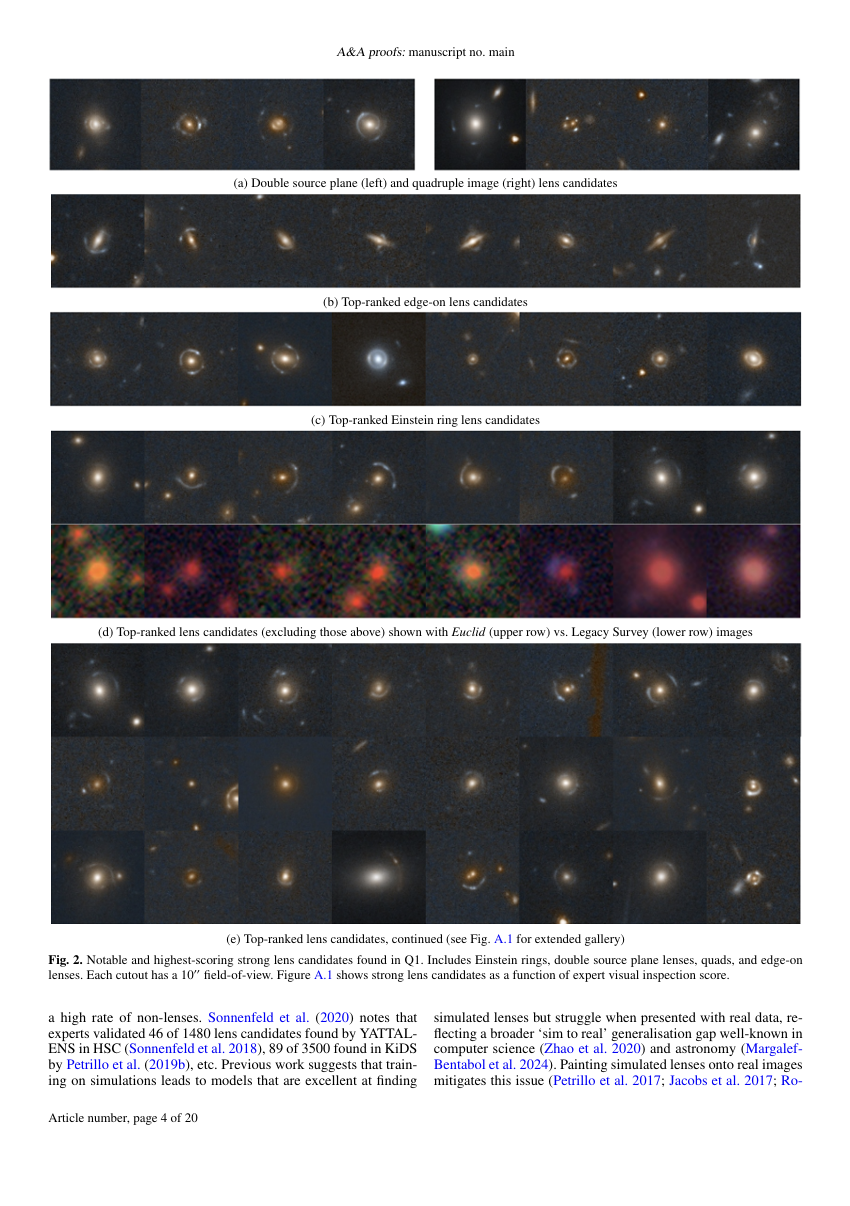 A&A proofs: manuscript no. main
(a) Double source plane (left) and quadruple image (right) lens candidates
(b) Top-ranked edge-on lens candidates
(c) Top-ranked Einstein ring lens candidates
(d) Top-ranked lens candidates (excluding those above) shown with Euclid (upper row) vs. Legacy Survey (lower row) images
(e) Top-ranked lens candidates, continued (see Fig. A.1 for extended gallery)
Fig. 2. Notable and highest-scoring strong lens candidates found in Q1. Includes Einstein rings, double source plane lenses, quads, and edge-on
lenses. Each cutout has a 10″ field-of-view. Figure A.1 shows strong lens candidates as a function of expert visual inspection score.
a high rate of non-lenses. Sonnenfeld et al. (2020) notes that
experts validated 46 of 1480 lens candidates found by YATTAL-
ENS in HSC (Sonnenfeld et al. 2018), 89 of 3500 found in KiDS
by Petrillo et al. (2019b), etc. Previous work suggests that train-
ing on simulations leads to models that are excellent at finding
simulated lenses but struggle when presented with real data, re-
flecting a broader ‘sim to real’ generalisation gap well-known in
computer science (Zhao et al. 2020) and astronomy (Margalef-
Bentabol et al. 2024). Painting simulated lenses onto real images
mitigates this issue (Petrillo et al. 2017; Jacobs et al. 2017; Ro-
Article number, page 4 of 20